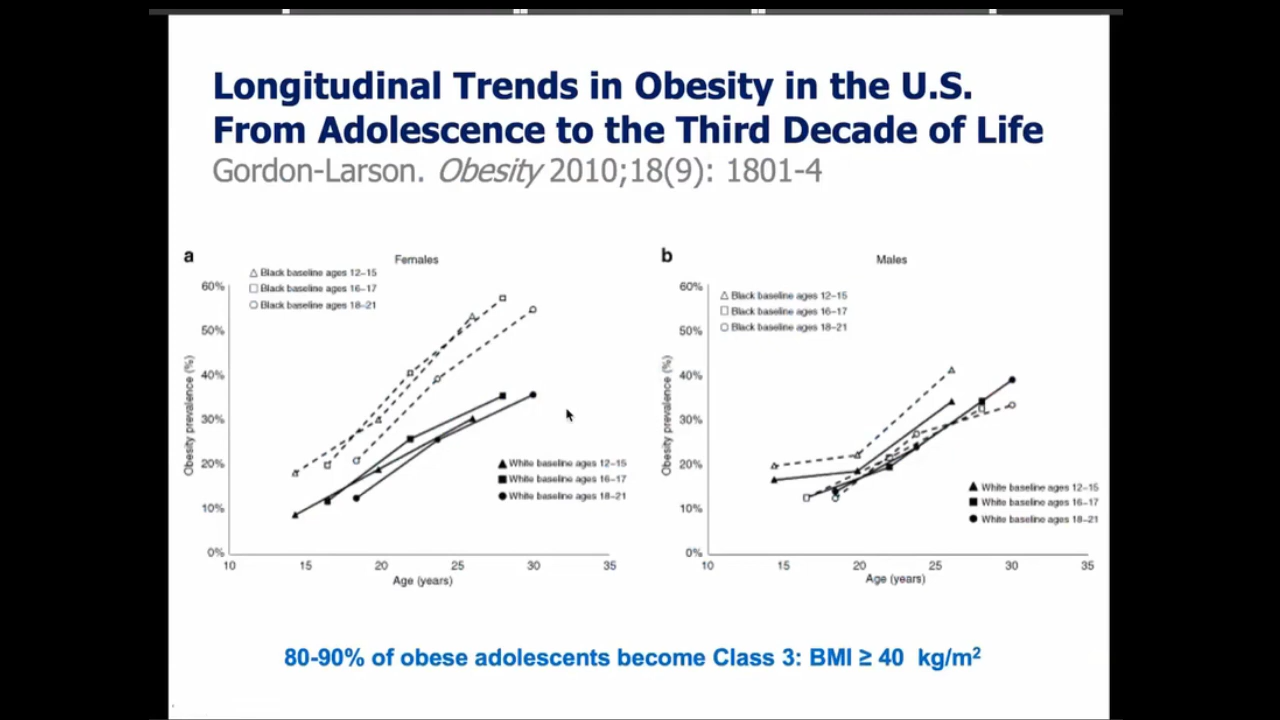 Longitudinal Trends in Obesity in the U.S.
From Adolescence to the Third Decade of Life
Gordon-Larson. Obesity 2010;18(9): 1801-4
a
Females
Black baseline ages 12–15
Black baseline ages 16–17
Black baseline ages 18–21
60%
50%
40%
30%
20%
10%
0%
Obesity prevalence (%)
White baseline ages 12–15
White baseline ages 16–17
White baseline ages 18–21
10 15 20 25 30 35
Age (years)
b
Males
Black baseline ages 12–15
Black baseline ages 16–17
Black baseline ages 18–21
60%
50%
40%
30%
20%
10%
0%
Obesity prevalence (%)
White baseline ages 12–15
White baseline ages 16–17
White baseline ages 18–21
10 15 20 25 30 35
Age (years)
80-90% of obese adolescents become Class 3: BMI ≥ 40 kg/m²